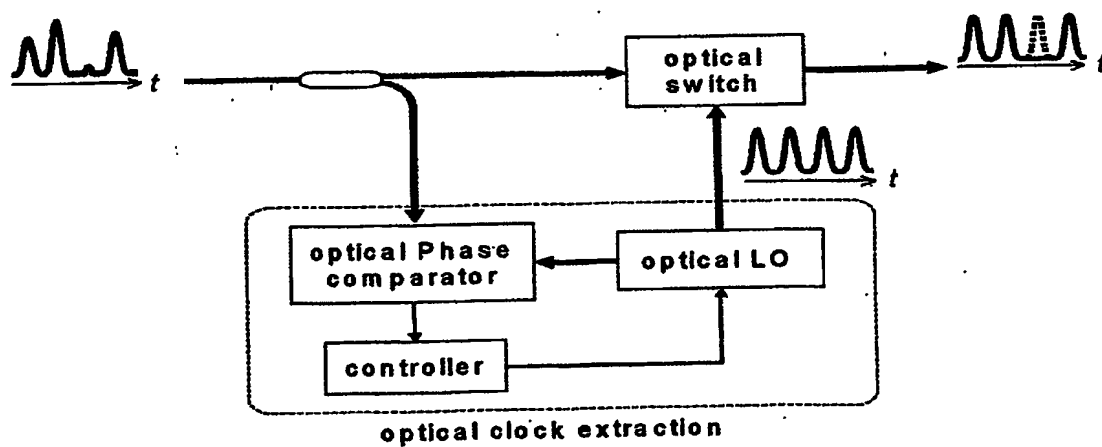 t
optical
switch
t
t
optical Phase
comparator
optical LO
controller
optical clock extraction